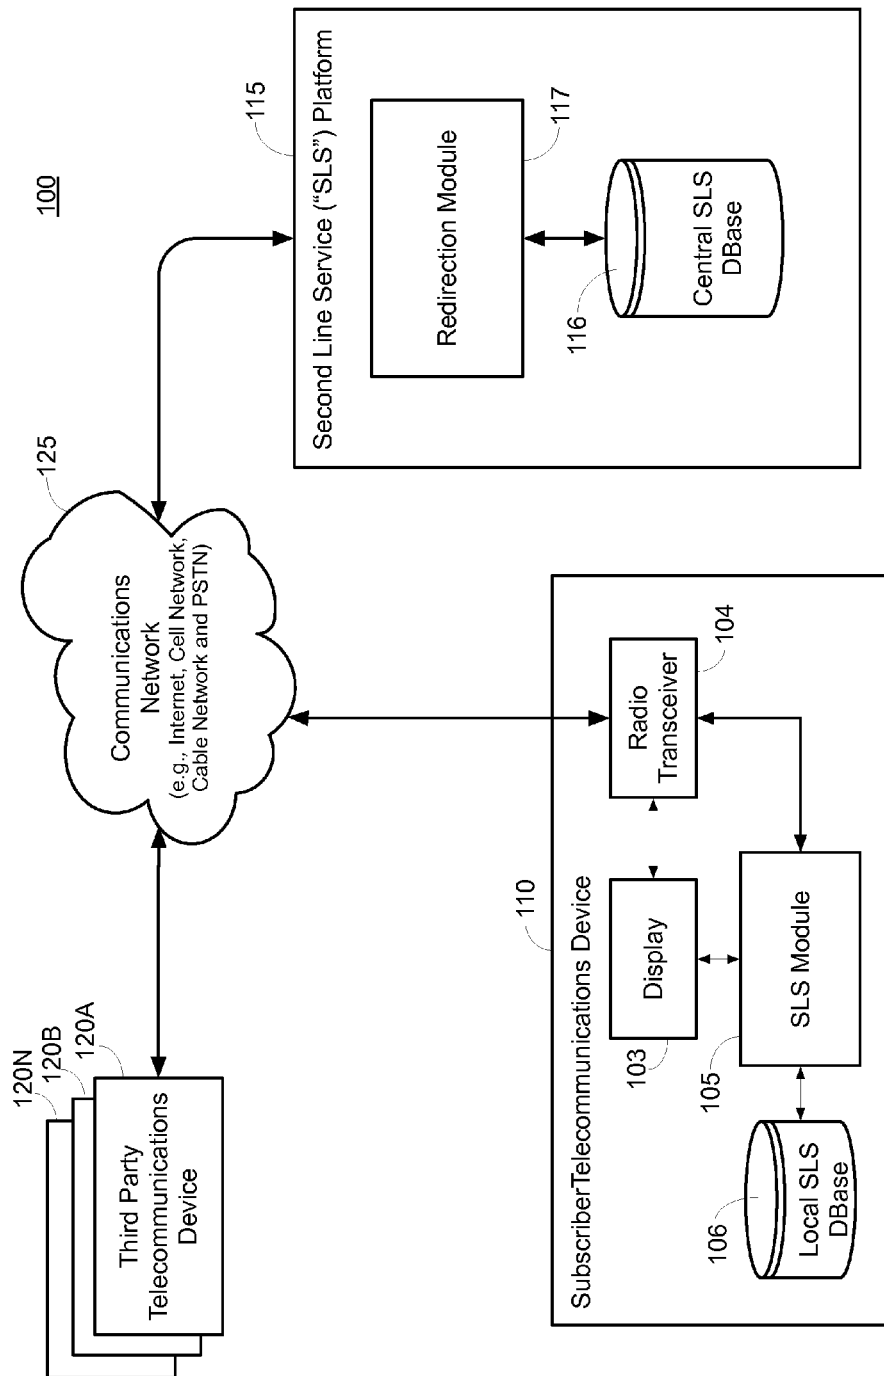 100
120N
120B
120A
Third Party
Telecommunications
Device
125
Communications
Network
(e.g., Internet, Cell Network,
Cable Network and PSTN)
115
Second Line Service (“SLS”) Platform
Redirection Module
117
116
Central SLS
DBase
110
SubscriberTelecommunications Device
103
Display
Radio
Transceiver
104
105
SLS Module
106
Local SLS
DBase